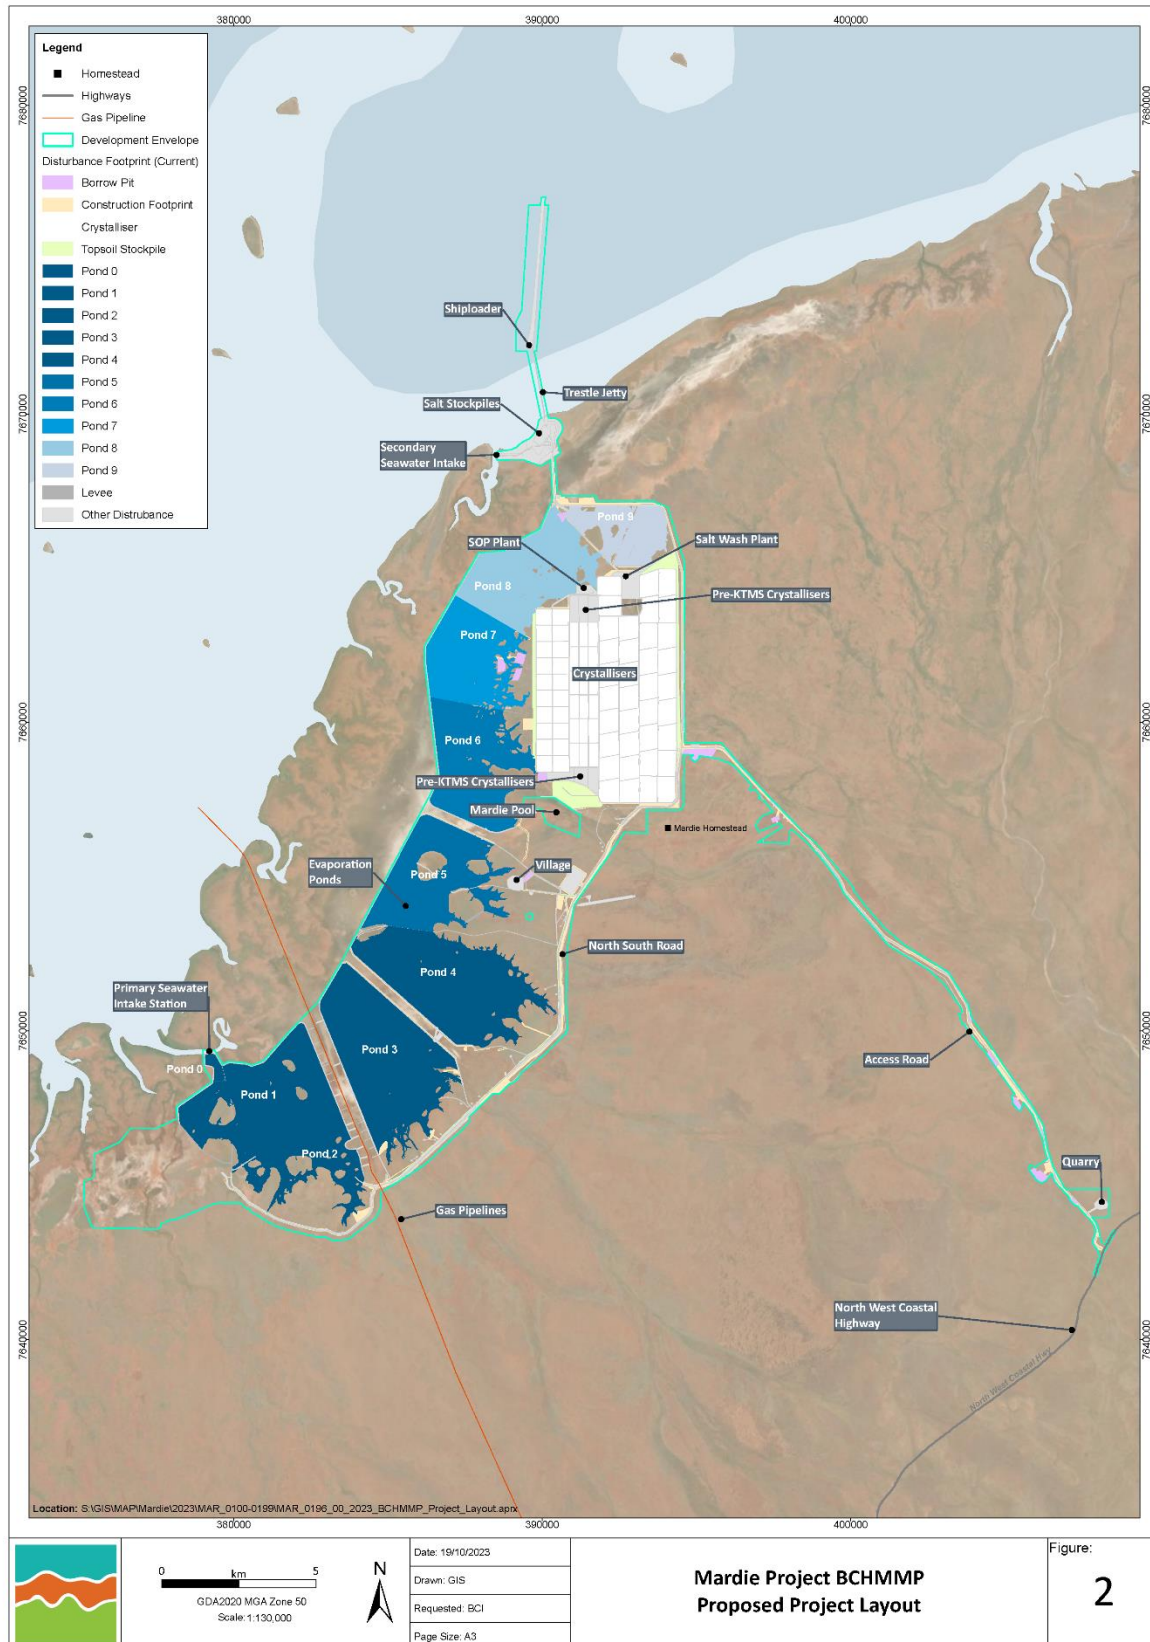 380000
390000
400000
7680000
7680000
7670000
7670000
7660000
7660000
7650000
7650000
7640000
7640000
Legend
Homestead
Highways
Gas Pipeline
Development Envelope
Disturbance Footprint (Current)
Borrow Pit
Construction Footprint
Crystalliser
Topsoil Stockpile
Pond 0
Pond 1
Pond 2
Pond 3
Pond 4
Pond 5
Pond 6
Pond 7
Pond 8
Pond 9
Levee
Other Distrubance
Shiploader
Trestle Jetty
Salt Stockpiles
Secondary
Seawater Intake
Pond 9
SOP Plant
Salt Wash Plant
Pond 8
Pre-KTMS Crystallisers
Pond 7
Crystallisers
Pond 6
Pre-KTMS Crystallisers
Mardie Pool
Mardie Homestead
Evaporation
Ponds
Village
Pond 5
North South Road
Pond 4
Primary Seawater
Intake Station
Pond 3
Access Road
Pond 0
Pond 1
Pond 2
Quarry
Gas Pipelines
North West Coastal
Highway
North West Coastal Hwy
Location: S:\GIS\MAP\Mardie\2023\MAR_0100-0199\MAR_0196_00_2023_BCHMMP_Project_Layout.aprx
380000
390000
400000
0 km 5
GDA2020 MGA Zone 50
Scale: 1:130,000
N
Date: 19/10/2023
Drawn: GIS
Requested: BCI
Page Size: A3
Mardie Project BCHMMP
Proposed Project Layout
Figure:
2